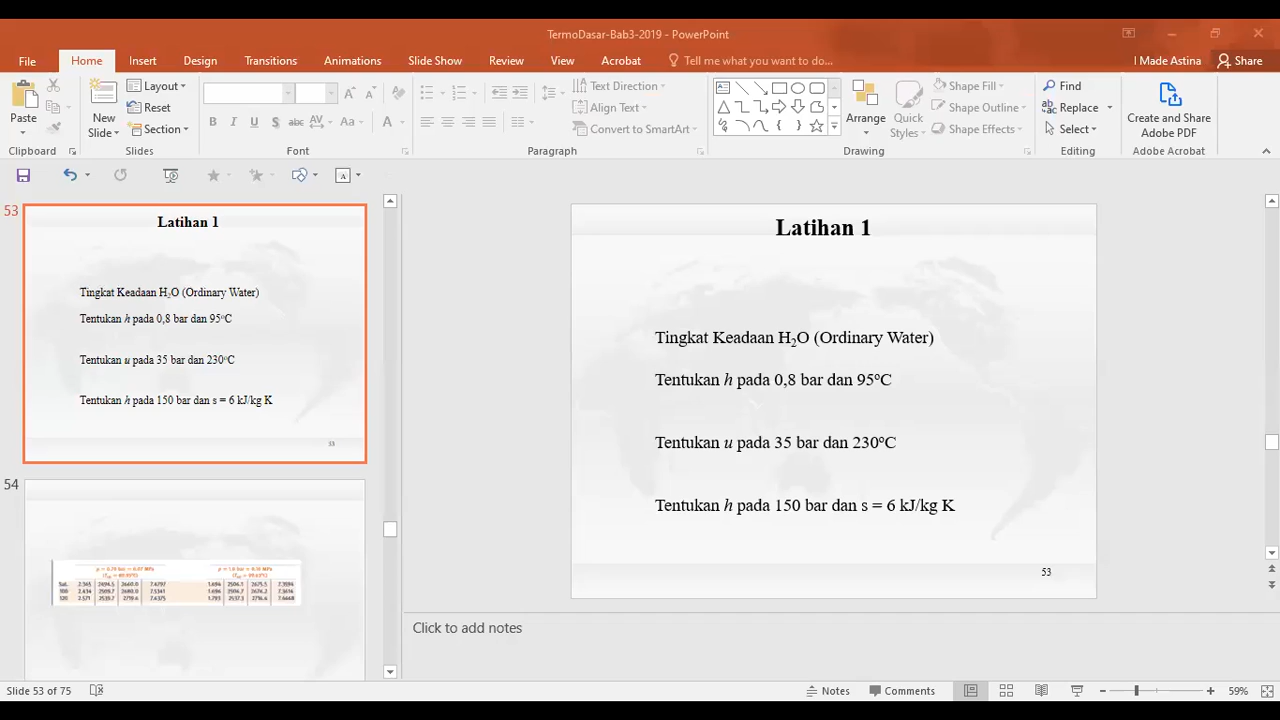 TermoDasar-Bab3-2019 - PowerPoint
File Home Insert Design Transitions Animations Slide Show Review View Acrobat Tell me what you want to do... I Made Astina Share
Paste
New Slide
Layout
Reset
Section
B I U S abc AV Aa A
Text Direction
Align Text
Convert to SmartArt
Arrange
Quick Styles
Shape Fill
Shape Outline
Shape Effects
Find
Replace
Select
Create and Share Adobe PDF
Clipboard Slides Font Paragraph Drawing Editing Adobe Acrobat
53
Latihan 1
Tingkat Keadaan H₂O (Ordinary Water)
Tentukan h pada 0,8 bar dan 95°C
Tentukan u pada 35 bar dan 230°C
Tentukan h pada 150 bar dan s = 6 kJ/kg K
54
Latihan 1
Tingkat Keadaan H₂O (Ordinary Water)
Tentukan h pada 0,8 bar dan 95°C
Tentukan u pada 35 bar dan 230°C
Tentukan h pada 150 bar dan s = 6 kJ/kg K
53
Click to add notes
Slide 53 of 75 Notes Comments 59%